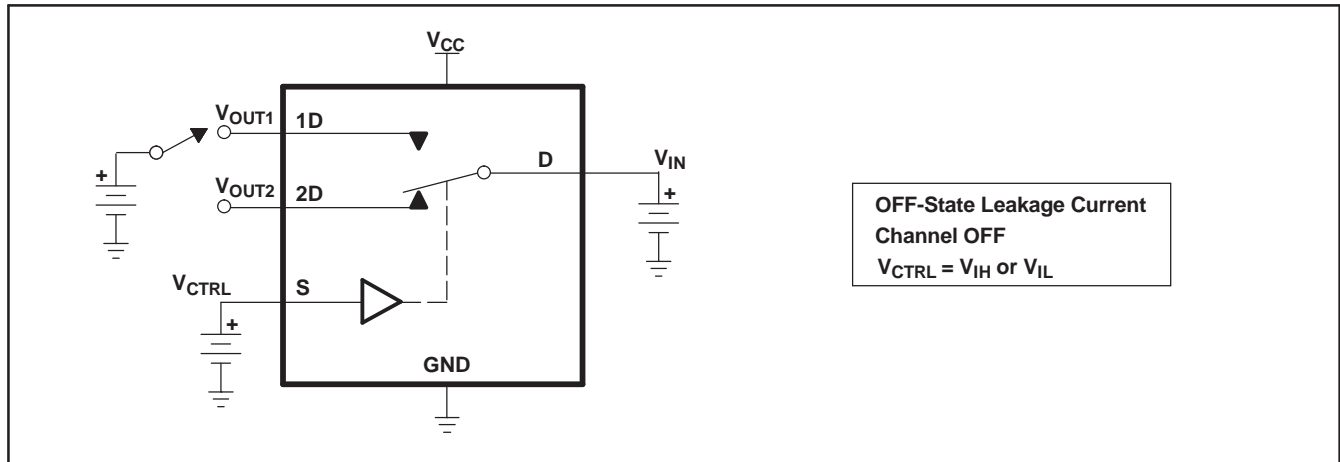 VCC
VOUT1
1D
D
VIN
+
VOUT2
2D
+
+
VCTRL
S
GND
OFF-State Leakage Current
Channel OFF
VCTRL = VIH or VIL